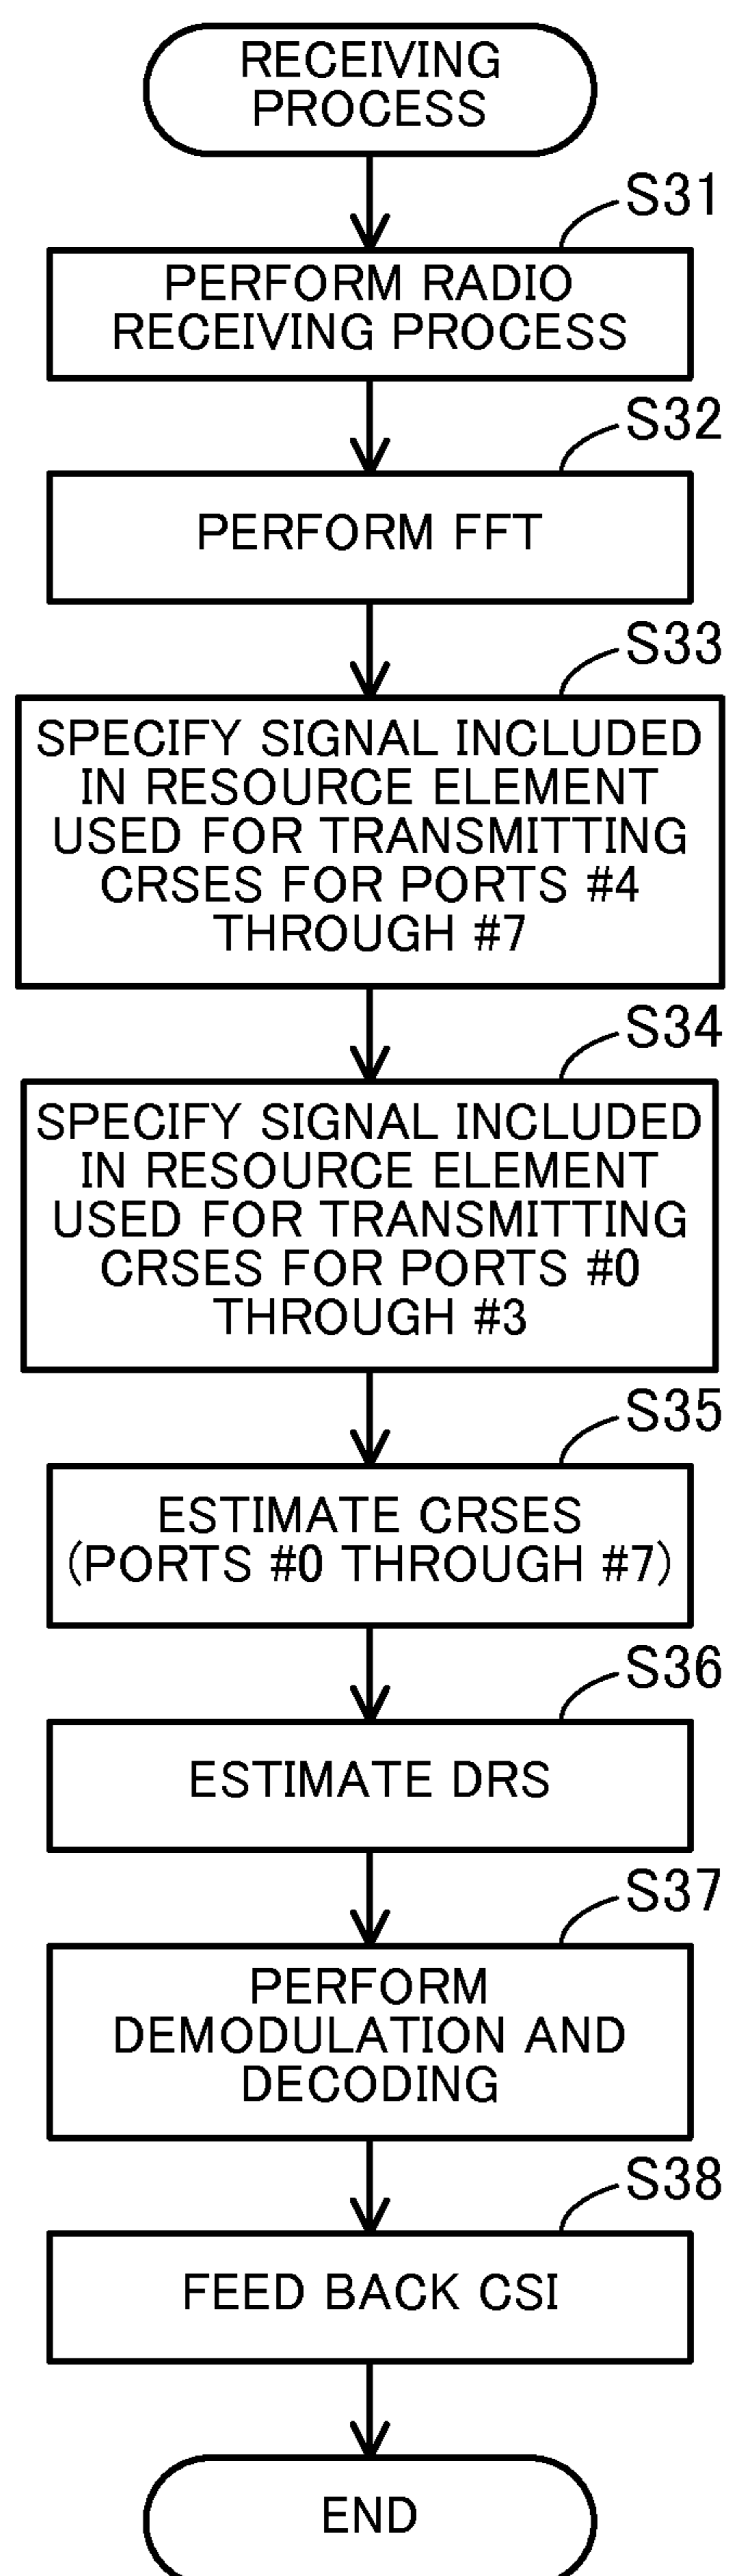 RECEIVING
PROCESS
S31
PERFORM RADIO
RECEIVING PROCESS
S32
PERFORM FFT
S33
SPECIFY SIGNAL INCLUDED
IN RESOURCE ELEMENT
USED FOR TRANSMITTING
CRSES FOR PORTS #4
THROUGH #7
S34
SPECIFY SIGNAL INCLUDED
IN RESOURCE ELEMENT
USED FOR TRANSMITTING
CRSES FOR PORTS #0
THROUGH #3
S35
ESTIMATE CRSES
(PORTS #0 THROUGH #7)
S36
ESTIMATE DRS
S37
PERFORM
DEMODULATION AND
DECODING
S38
FEED BACK CSI
END